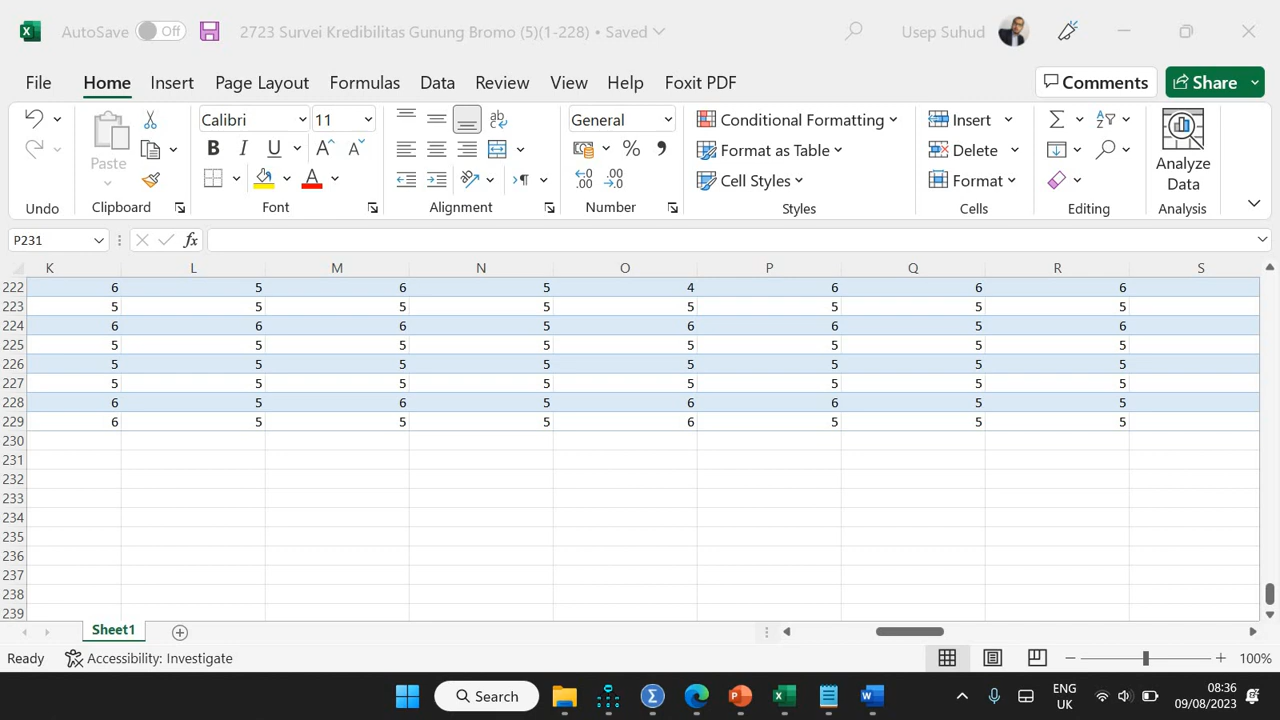 AutoSave Off 2723 Survei Kredibilitas Gunung Bromo (5)(1-228) • Saved Usep Suhud
File Home Insert Page Layout Formulas Data Review View Help Foxit PDF Comments Share
Calibri 11 General Conditional Formatting Insert
Paste B I U Format as Table Delete Analyze Data
Cell Styles Format
Undo Clipboard Font Alignment Number Styles Cells Editing Analysis
P231 fx
K L M N O P Q R S
222 6 5 6 5 4 6 6 6
223 5 5 5 5 5 5 5 5
224 6 6 6 5 6 6 5 6
225 5 5 5 5 5 5 5 5
226 5 5 5 5 5 5 5 5
227 5 5 5 5 5 5 5 5
228 6 5 6 5 6 6 5 5
229 6 5 5 5 6 5 5 5
230
231
232
233
234
235
236
237
238
239
Sheet1
Ready Accessibility: Investigate 100%
Search ENG UK 08:36 09/08/2023